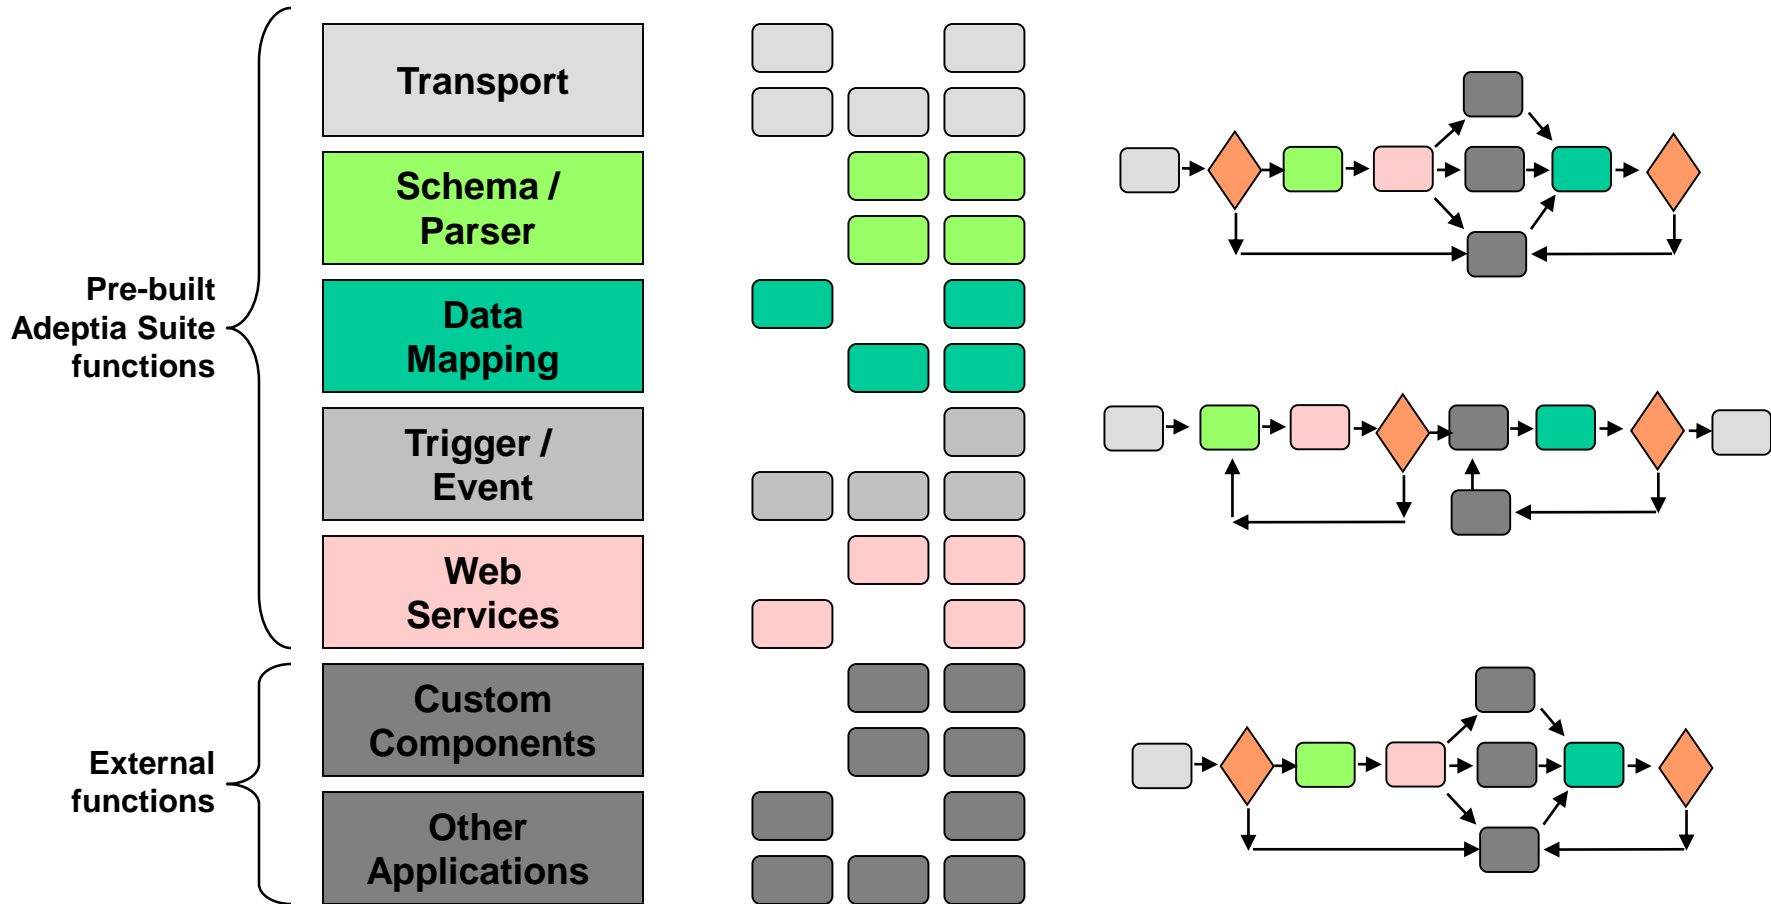 Pre-built
Adeptia Suite
functions
External
functions
Transport
Schema /
Parser
Data
Mapping
Trigger /
Event
Web
Services
Custom
Components
Other
Applications